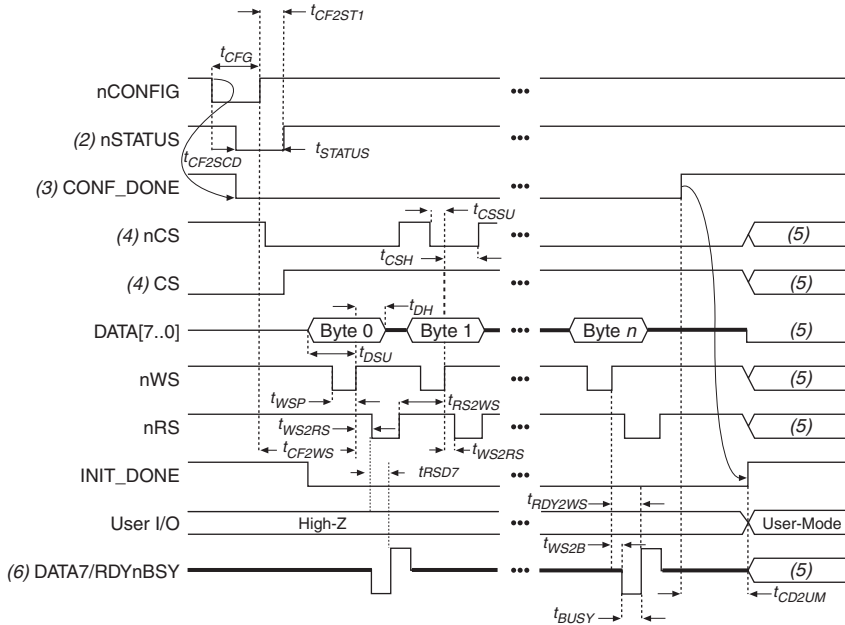 tCF2ST1
tCFG
nCONFIG •••
(2) nSTATUS •••
tSTATUS
tCF2SCD
(3) CONF_DONE •••
tCSSU
(4) nCS ••• (5)
tCSH
(4) CS ••• (5)
tDH
DATA[7..0] Byte 0 Byte 1 ••• Byte n (5)
tDSU
nWS ••• (5)
tWSP tRS2WS
nRS ••• (5)
tWS2RS
tCF2WS tWS2RS
INIT_DONE tRSD7 •••
tRDY2WS
User I/O High-Z ••• User-Mode
tWS2B
(6) DATA7/RDYnBSY ••• (5)
tCD2UM
tBUSY